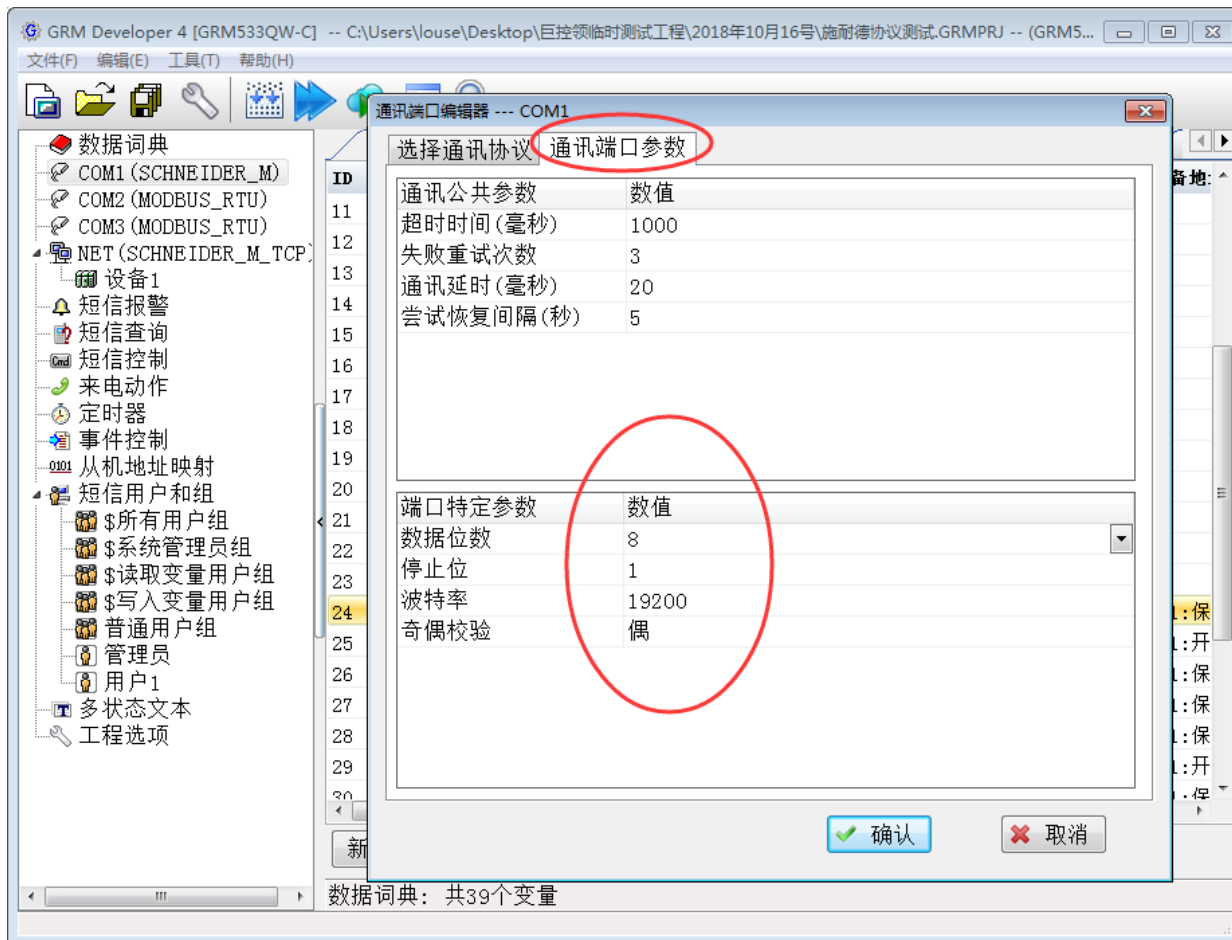 GRM Developer 4 [GRM533QW-C] -- C:\Users\louse\Desktop\巨控领临时测试工程\2018年10月16号\施耐德协议测试.GRMPRJ -- (GRM5...
文件(F) 编辑(E) 工具(T) 帮助(H)
数据词典
COM1(SCHNEIDER_M)
COM2(MODBUS_RTU)
COM3(MODBUS_RTU)
NET(SCHNEIDER_M_TCP)
设备1
短信报警
短信查询
Cmd 短信控制
来电动作
定时器
事件控制
0101 从机地址映射
短信用户和组
$所有用户组
$系统管理员组
$读取变量用户组
$写入变量用户组
普通用户组
管理员
用户1
多状态文本
工程选项
ID
11
12
13
14
15
16
17
18
19
20
21
22
23
24
25
26
27
28
29
30
新
数据词典: 共39个变量
通讯端口编辑器 --- COM1
选择通讯协议 通讯端口参数
通讯公共参数 数值
超时时间(毫秒) 1000
失败重试次数 3
通讯延时(毫秒) 20
尝试恢复间隔(秒) 5
端口特定参数 数值
数据位数 8
停止位 1
波特率 19200
奇偶校验 偶
确认 取消
备地:
1:保
1:开
1:保
1:保
1:保
1:开
1:保